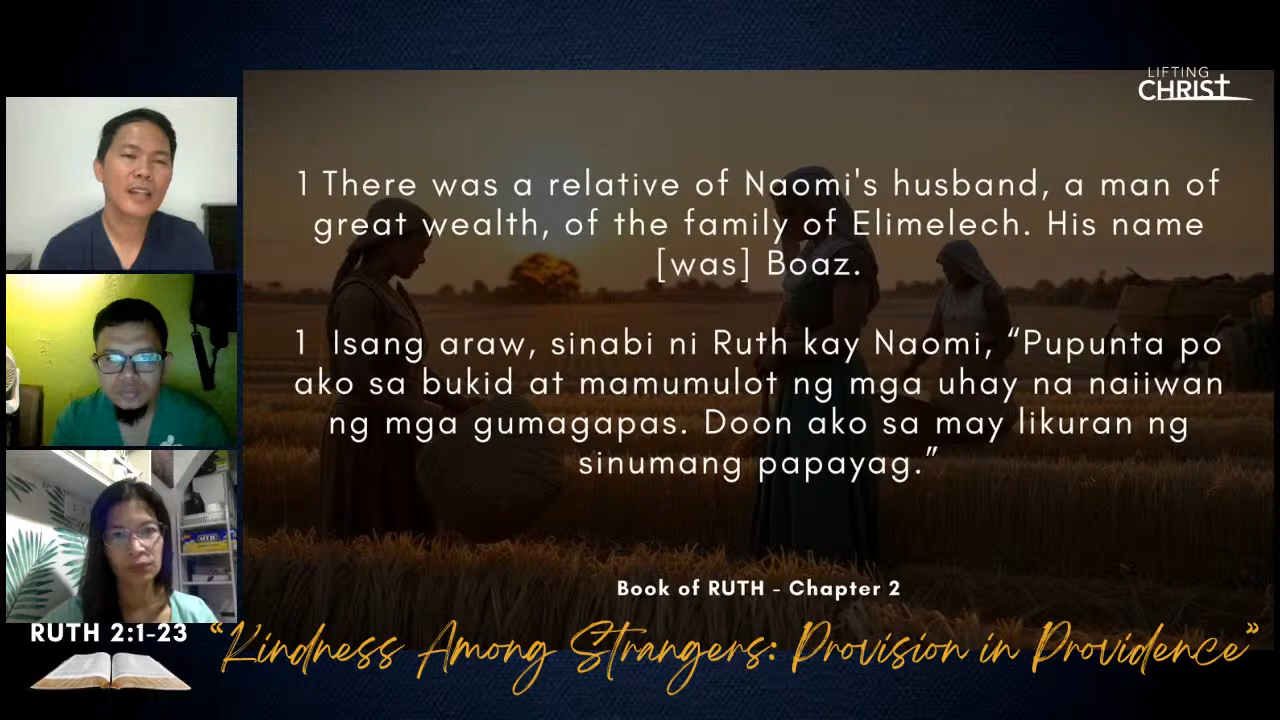 LIFTING
CHRIST
1 There was a relative of Naomi's husband, a man of
great wealth, of the family of Elimelech. His name
[was] Boaz.
1 Isang araw, sinabi ni Ruth kay Naomi, “Pupunta po
ako sa bukid at mamumulot ng mga uhay na naiiwan
ng mga gumagapas. Doon ako sa may likuran ng
sinumang papayag.”
Book of RUTH - Chapter 2
RUTH 2:1-23
“Kindness Among Strangers: Provision in Providence”